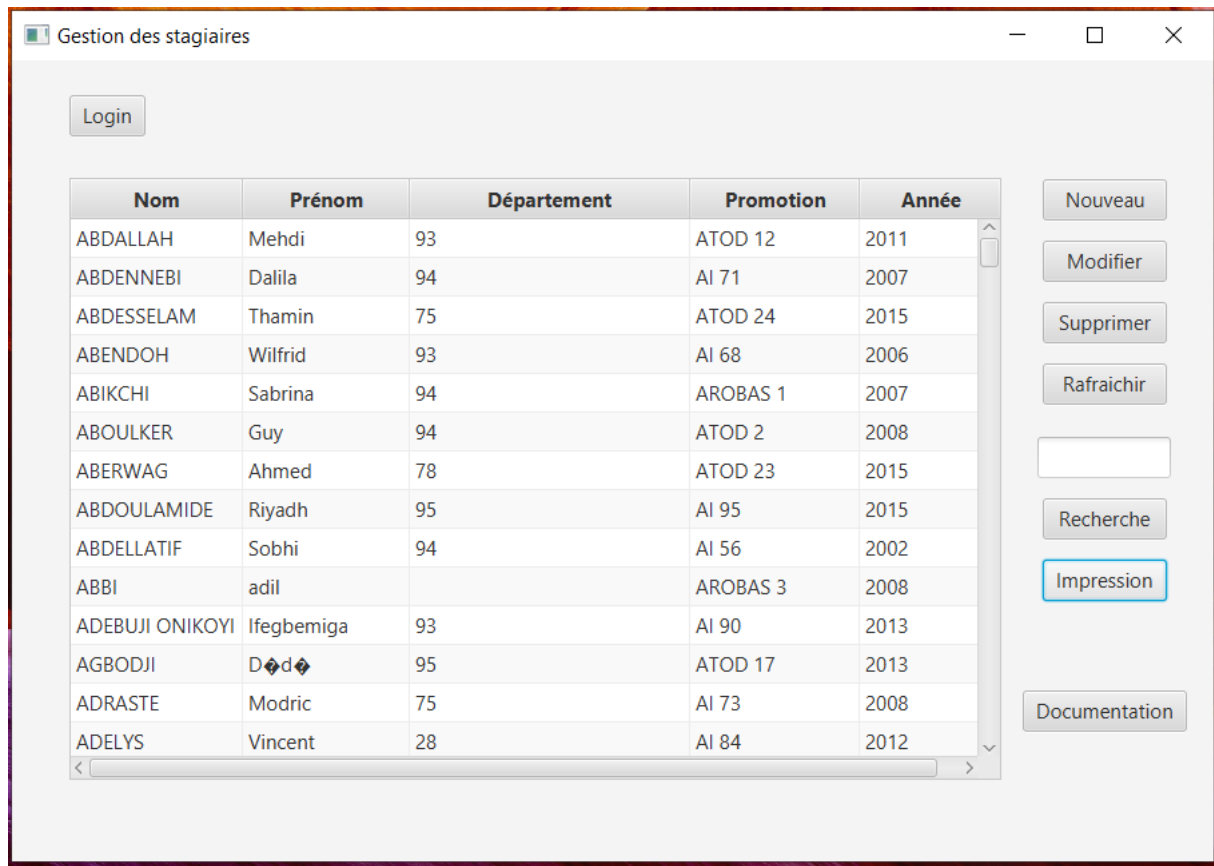 Gestion des stagiaires
Login
Nom Prénom Département Promotion Année
ABDALLAH Mehdi 93 ATOD 12 2011
ABDENNEBI Dalila 94 AI 71 2007
ABDESSELAM Thamin 75 ATOD 24 2015
ABENDOH Wilfrid 93 AI 68 2006
ABIKCHI Sabrina 94 AROBAS 1 2007
ABOULKER Guy 94 ATOD 2 2008
ABERWAG Ahmed 78 ATOD 23 2015
ABDOULAMIDE Riyadh 95 AI 95 2015
ABDELLATIF Sobhi 94 AI 56 2002
ABBI adil AROBAS 3 2008
ADEBUJI ONIKOYI Ifegbemiga 93 AI 90 2013
AGBODJI D�d� 95 ATOD 17 2013
ADRASTE Modric 75 AI 73 2008
ADELYS Vincent 28 AI 84 2012
Nouveau
Modifier
Supprimer
Rafraichir
Recherche
Impression
Documentation